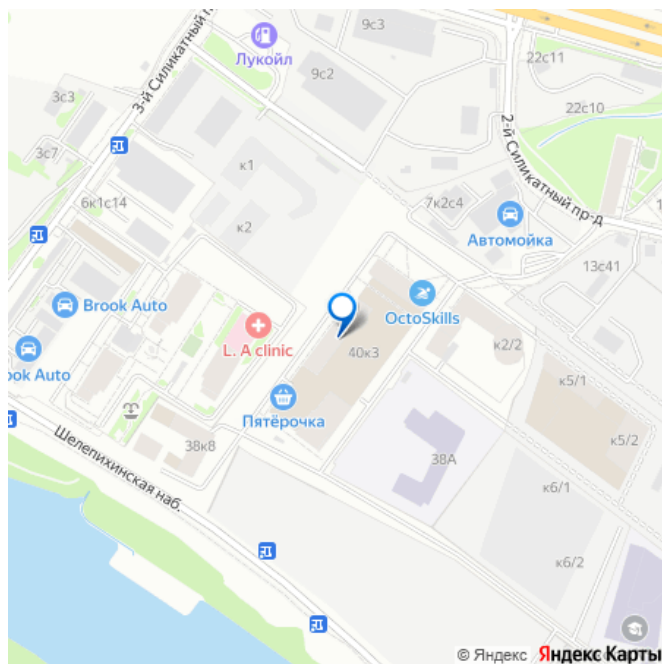 9с3
Лукойл
9с2
22с11
3с3
3-й Силикатный п
22с10
3с7
2-й Силикатный пр-д
к1
6к1с14
7к2с4
к2
Автомойка
13с41
Brook Auto
OctoSkills
L. A clinic
40к3
к2/2
ook Auto
к5/1
Пятёрочка
38к8
Шелепихинская наб.
38А
к5/2
к6/1
к6/2
© Яндекс Яндекс Карты